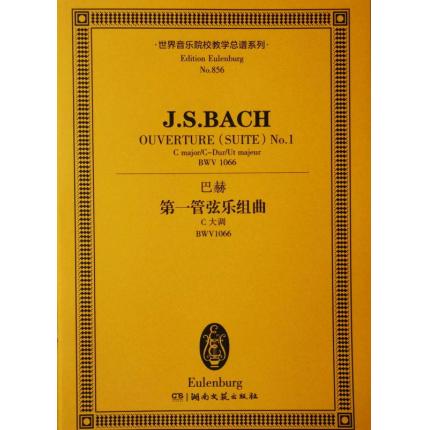 ·世界音乐院校教学总谱系列·
Edition Eulenburg
No.856
J.S.BACH
OUVERTURE (SUITE) No.1
C major/C-Dur/Ut majeur
BWV 1066
巴赫
第一管弦乐组曲
C 大调
BWV1066
Eulenburg
湖南文艺出版社